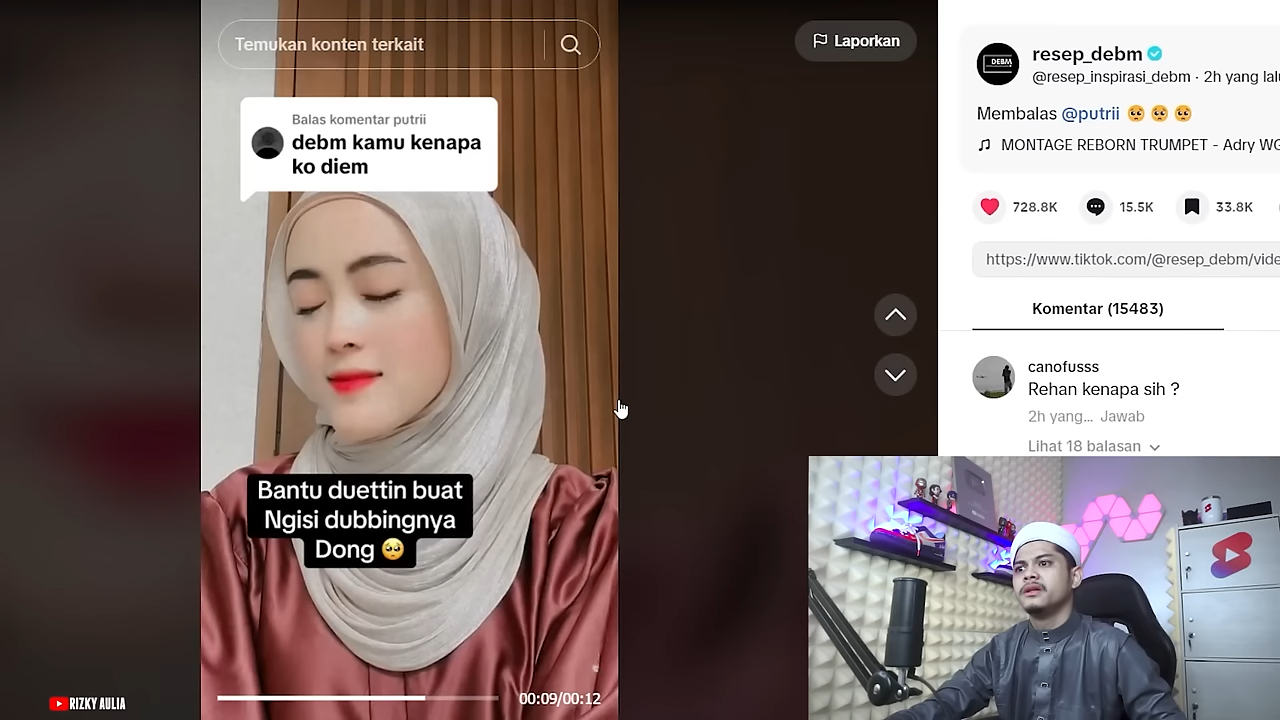 Temukan konten terkait
Laporkan
Balas komentar putrii
debm kamu kenapa
ko diem
Bantu duettin buat
Ngisi dubbingnya
Dong 🥺
00:09/00:12
RIZKY AULIA
DEBM
resep_debm
@resep_inspirasi_debm · 2h yang lalu
Membalas @putrii 🥺 🥺 🥺
MONTAGE REBORN TRUMPET - Adry WG
728.8K
15.5K
33.8K
https://www.tiktok.com/@resep_debm/vide
Komentar (15483)
canofusss
Rehan kenapa sih ?
2h yang... Jawab
Lihat 18 balasan